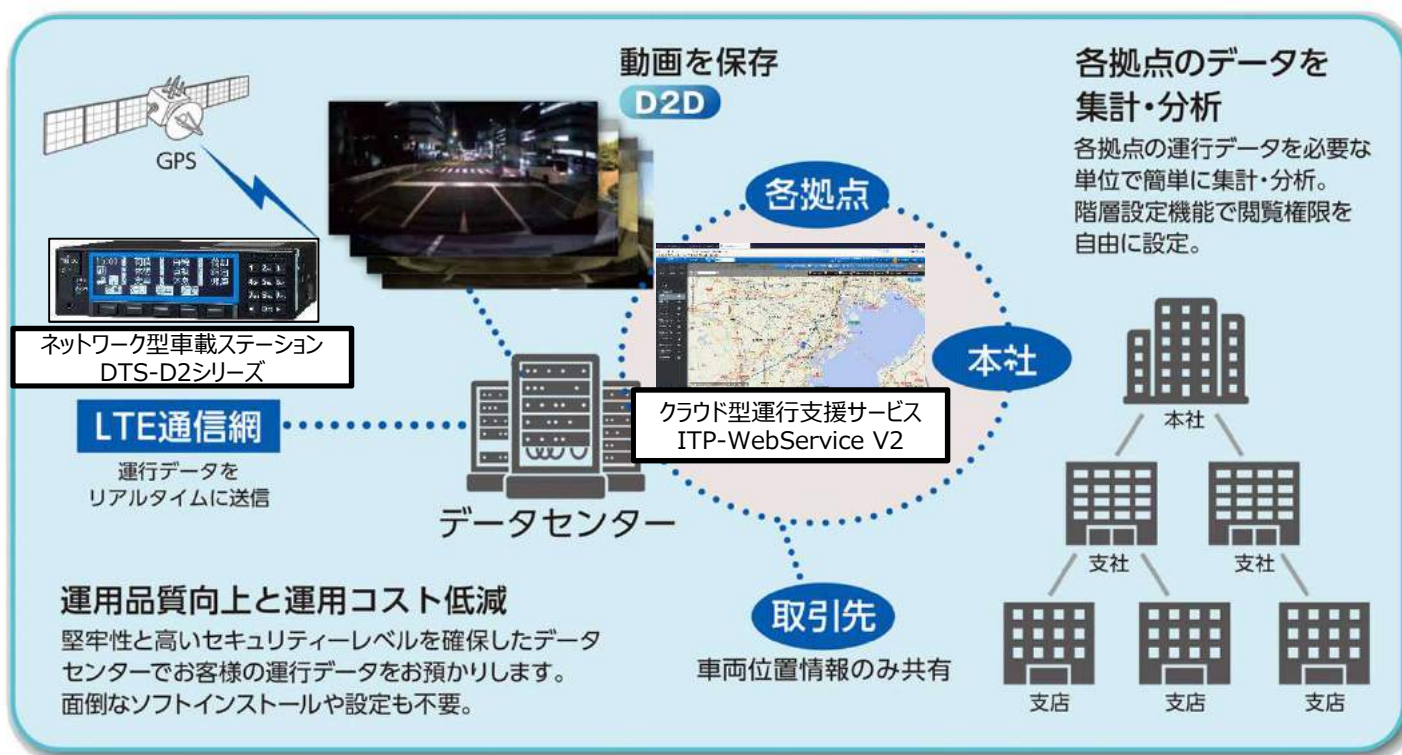 動画を保存
D2D
GPS
各拠点のデータを
集計・分析
各拠点の運行データを必要な
単位で簡単に集計・分析。
階層設定機能で閲覧権限を
自由に設定。
各拠点
ネットワーク型車載ステーション
DTS-D2シリーズ
本社
クラウド型運行支援サービス
ITP-WebService V2
LTE通信網
運行データを
リアルタイムに送信
データセンター
本社
支社
支社
支店
支店
支店
取引先
車両位置情報のみ共有
運用品質向上と運用コスト低減
堅牢性と高いセキュリティーレベルを確保したデータ
センターでお客様の運行データをお預かりします。
面倒なソフトインストールや設定も不要。